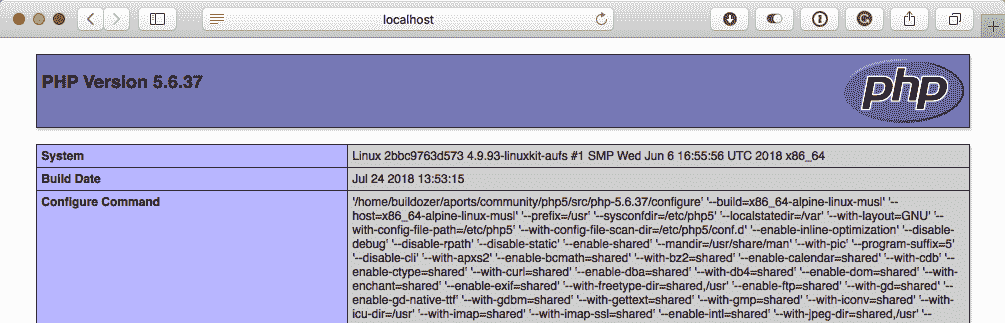 localhost
PHP Version 5.6.37
php
System Linux 2bbc9763d573 4.9.93-linuxkit-aufs #1 SMP Wed Jun 6 16:55:56 UTC 2018 x86_64
Build Date Jul 24 2018 13:53:15
Configure Command '/home/buildozer/aports/community/php5/src/php-5.6.37/configure' '--build=x86_64-alpine-linux-musl' '--
host=x86_64-alpine-linux-musl' '--prefix=/usr' '--sysconfdir=/etc/php5' '--localstatedir=/var' '--with-layout=GNU' '--
with-config-file-path=/etc/php5' '--with-config-file-scan-dir=/etc/php5/conf.d' '--enable-inline-optimization' '--disable-
debug' '--disable-rpath' '--disable-static' '--enable-shared' '--mandir=/usr/share/man' '--with-pic' '--program-suffix=5'
'--disable-cli' '--with-apxs2' '--enable-bcmath=shared' '--with-bz2=shared' '--enable-calendar=shared' '--with-cdb' '--
enable-ctype=shared' '--with-curl=shared' '--enable-dba=shared' '--with-db4=shared' '--enable-dom=shared' '--with-
enchant=shared' '--enable-exif=shared' '--with-freetype-dir=shared,/usr' '--enable-ftp=shared' '--with-gd=shared' '--
enable-gd-native-ttf' '--with-gdbm=shared' '--with-gettext=shared' '--with-gmp=shared' '--with-iconv=shared' '--with-
icu-dir=/usr' '--with-imap=shared' '--with-imap-ssl=shared' '--enable-intl=shared' '--with-jpeg-dir=shared,/usr' '--